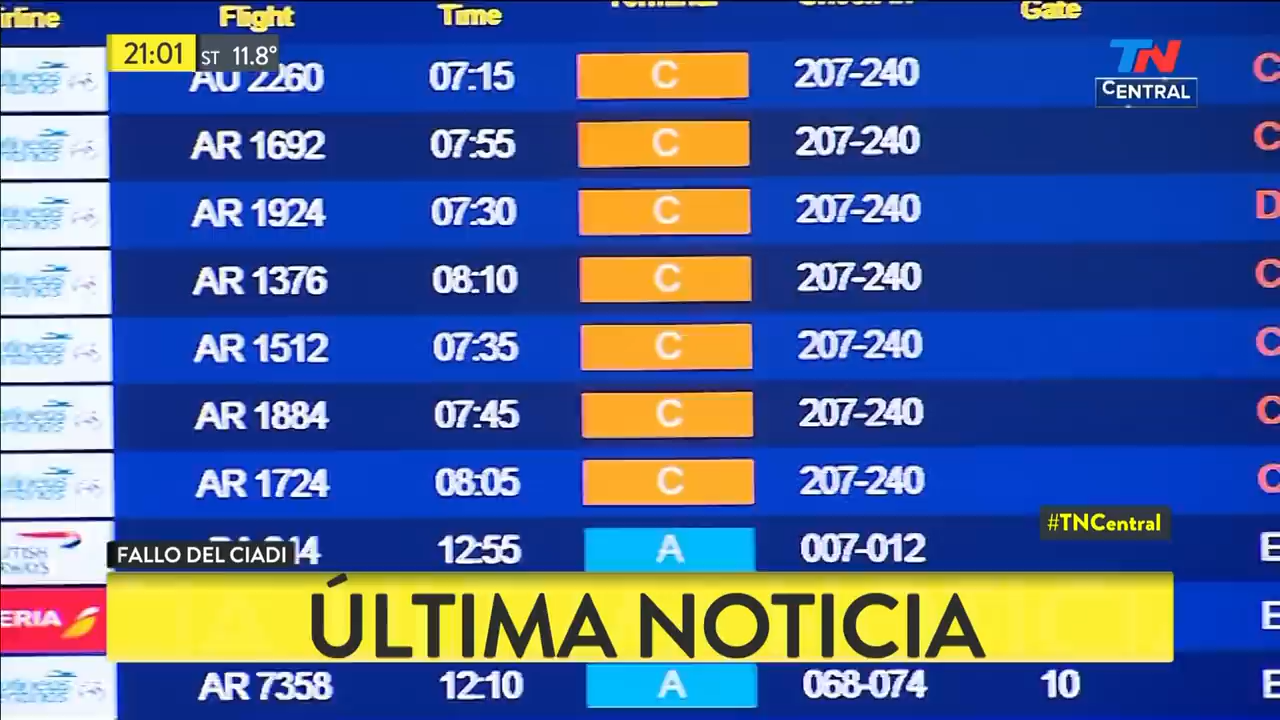 Flight Time Gate
21:01 ST 11.8°
TN
CENTRAL
AU 2260 07:15 C 207-240 C
AR 1692 07:55 C 207-240 C
AR 1924 07:30 C 207-240 D
AR 1376 08:10 C 207-240 C
AR 1512 07:35 C 207-240 C
AR 1884 07:45 C 207-240 C
AR 1724 08:05 C 207-240 C
#TNCentral
12:55 A 007-012 E
FALLO DEL CIADI
ÚLTIMA NOTICIA
ERIA E
AR 7358 12:10 A 068-074 10 E